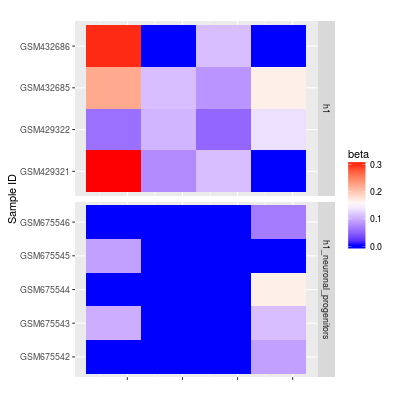 GSM432686
GSM432685
GSM429322
GSM429321
h1
GSM675546
GSM675545
GSM675544
GSM675543
GSM675542
h1_neuronal_progenitors
Sample ID
beta
0.3
0.2
0.1
0.0